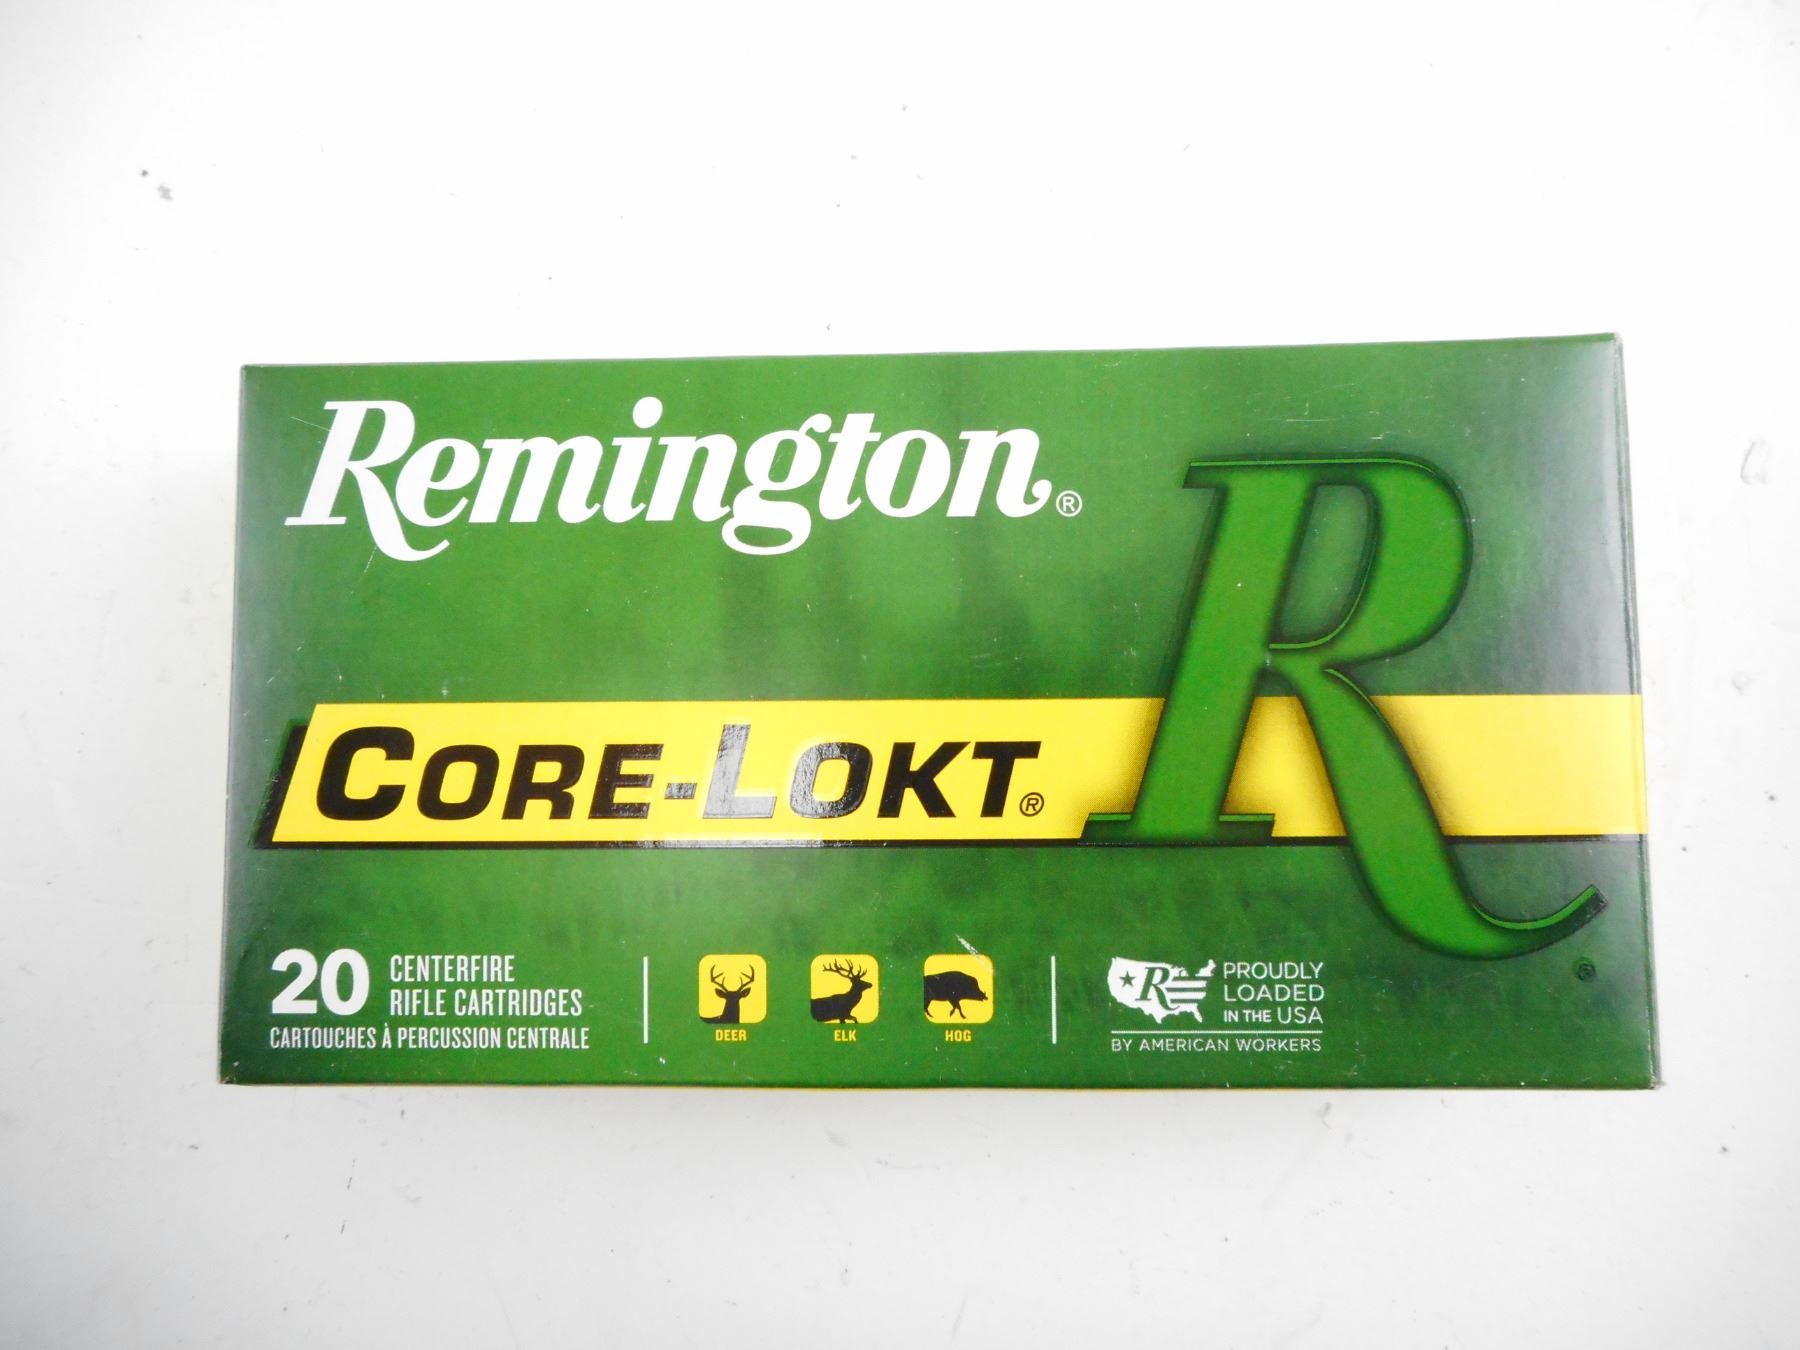 Remington®
R®
CORE-LOKT®
20 CENTERFIRE
RIFLE CARTRIDGES
CARTOUCHES À PERCUSSION CENTRALE
DEER
ELK
HOG
R
PROUDLY
LOADED
IN THE USA
BY AMERICAN WORKERS